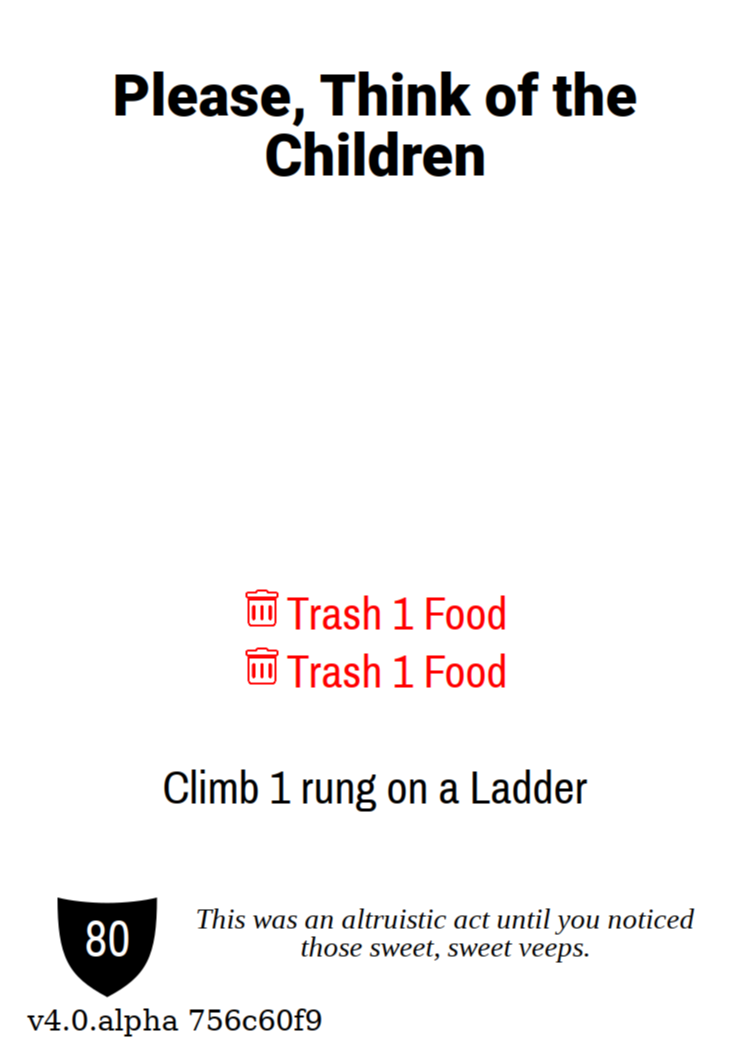 Please, Think of the
Children
Trash 1 Food
Trash 1 Food
Climb 1 rung on a Ladder
80
This was an altruistic act until you noticed
those sweet, sweet veeps.
v4.0.alpha 756c60f9